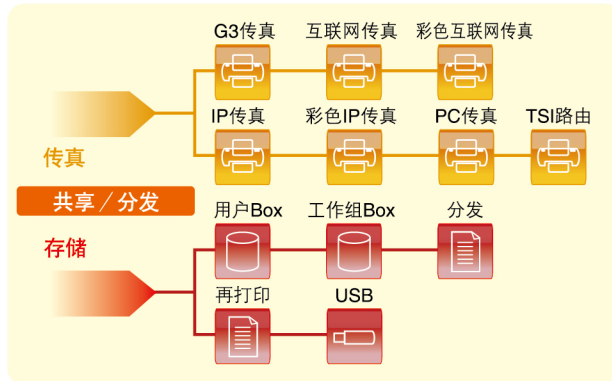 G3传真 互联网传真 彩色互联网传真
IP传真 彩色IP传真 PC传真 TSI路由
传真
共享／分发
用户Box 工作组Box 分发
存储
再打印 USB